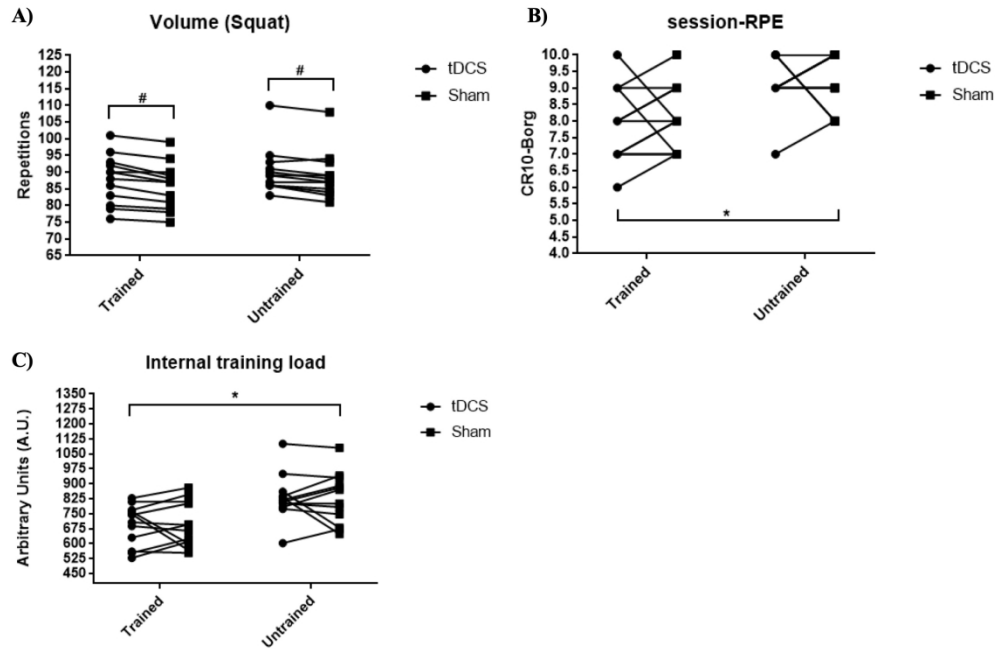 A)
Volume (Squat)
125
120
115
110
105
100
95
90
85
80
75
70
65
Repetitions
#
#
Trained
Untrained
tDCS
Sham
B)
session-RPE
10.0
9.5
9.0
8.5
8.0
7.5
7.0
6.5
6.0
5.5
5.0
4.5
4.0
CR10-Borg
*
Trained
Untrained
tDCS
Sham
C)
Internal training load
1350
1275
1200
1125
1050
975
900
825
750
675
600
525
450
Arbitrary Units (A.U.)
*
Trained
Untrained
tDCS
Sham